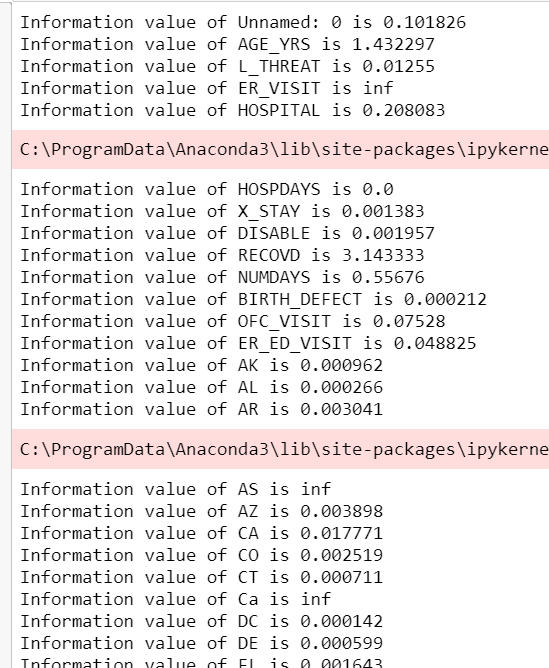 Information value of Unnamed: 0 is 0.101826
Information value of AGE_YRS is 1.432297
Information value of L_THREAT is 0.01255
Information value of ER_VISIT is inf
Information value of HOSPITAL is 0.208083
C:\ProgramData\Anaconda3\lib\site-packages\ipykerne
Information value of HOSPDAYS is 0.0
Information value of X_STAY is 0.001383
Information value of DISABLE is 0.001957
Information value of RECOVD is 3.143333
Information value of NUMDAYS is 0.55676
Information value of BIRTH_DEFECT is 0.000212
Information value of OFC_VISIT is 0.07528
Information value of ER_ED_VISIT is 0.048825
Information value of AK is 0.000962
Information value of AL is 0.000266
Information value of AR is 0.003041
C:\ProgramData\Anaconda3\lib\site-packages\ipykerne
Information value of AS is inf
Information value of AZ is 0.003898
Information value of CA is 0.017771
Information value of CO is 0.002519
Information value of CT is 0.000711
Information value of Ca is inf
Information value of DC is 0.000142
Information value of DE is 0.000599
Information value of FL is 0.001643